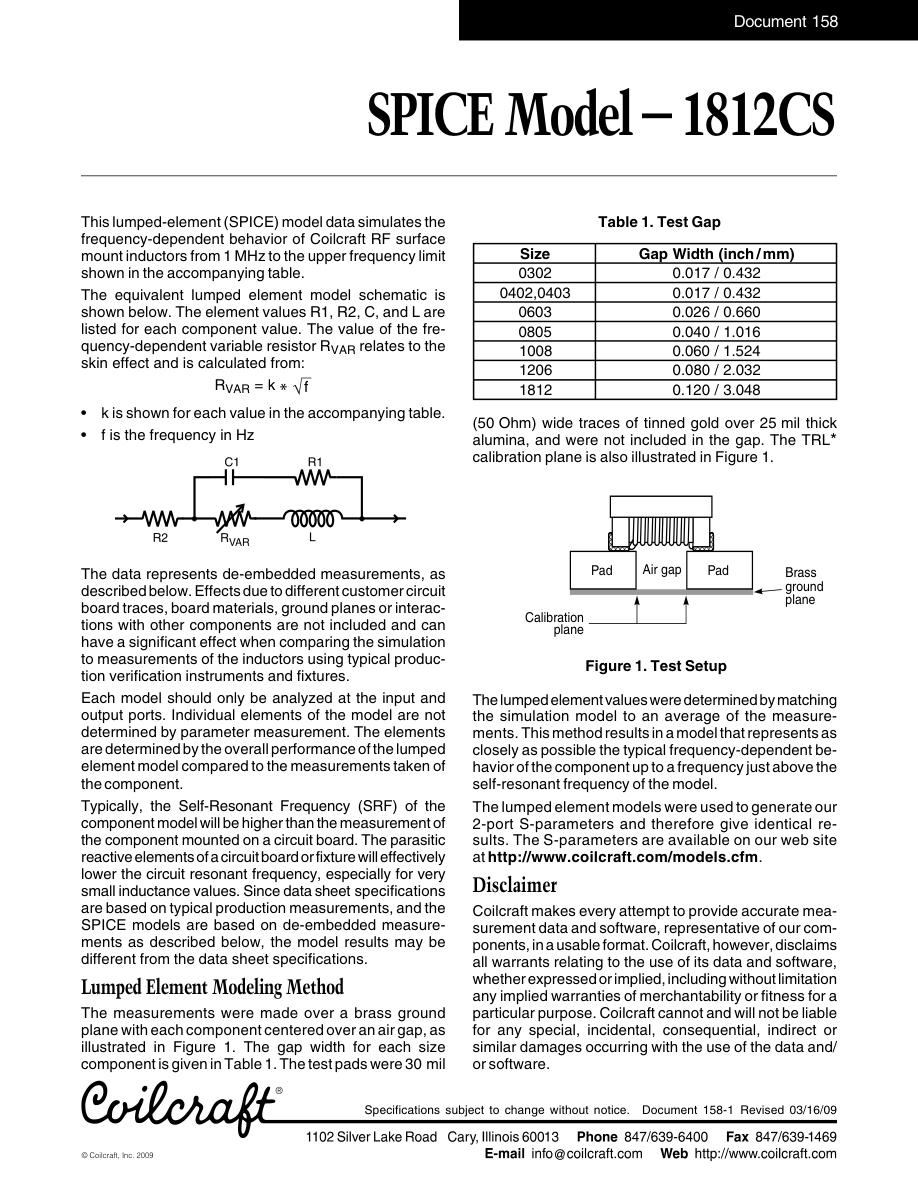 Document 158
SPICE Model – 1812CS
This lumped-element (SPICE) model data simulates the
frequency-dependent behavior of Coilcraft RF surface
mount inductors from 1 MHz to the upper frequency limit
shown in the accompanying table.
The equivalent lumped element model schematic is
shown below. The element values R1, R2, C, and L are
listed for each component value. The value of the fre-
quency-dependent variable resistor RVAR relates to the
skin effect and is calculated from:
RVAR = k * √f
• k is shown for each value in the accompanying table.
• f is the frequency in Hz
C1 R1
R2 RVAR L
The data represents de-embedded measurements, as
described below. Effects due to different customer circuit
board traces, board materials, ground planes or interac-
tions with other components are not included and can
have a significant effect when comparing the simulation
to measurements of the inductors using typical produc-
tion verification instruments and fixtures.
Each model should only be analyzed at the input and
output ports. Individual elements of the model are not
determined by parameter measurement. The elements
are determined by the overall performance of the lumped
element model compared to the measurements taken of
the component.
Typically, the Self-Resonant Frequency (SRF) of the
component model will be higher than the measurement of
the component mounted on a circuit board. The parasitic
reactive elements of a circuit board or fixture will effectively
lower the circuit resonant frequency, especially for very
small inductance values. Since data sheet specifications
are based on typical production measurements, and the
SPICE models are based on de-embedded measure-
ments as described below, the model results may be
different from the data sheet specifications.
Lumped Element Modeling Method
The measurements were made over a brass ground
plane with each component centered over an air gap, as
illustrated in Figure 1. The gap width for each size
component is given in Table 1. The test pads were 30 mil
Table 1. Test Gap
Size Gap Width (inch / mm)
0302 0.017 / 0.432
0402,0403 0.017 / 0.432
0603 0.026 / 0.660
0805 0.040 / 1.016
1008 0.060 / 1.524
1206 0.080 / 2.032
1812 0.120 / 3.048
(50 Ohm) wide traces of tinned gold over 25 mil thick
alumina, and were not included in the gap. The TRL*
calibration plane is also illustrated in Figure 1.
Pad Air gap Pad
Brass
ground
plane
Calibration
plane
Figure 1. Test Setup
The lumped element values were determined by matching
the simulation model to an average of the measure-
ments. This method results in a model that represents as
closely as possible the typical frequency-dependent be-
havior of the component up to a frequency just above the
self-resonant frequency of the model.
The lumped element models were used to generate our
2-port S-parameters and therefore give identical re-
sults. The S-parameters are available on our web site
at http://www.coilcraft.com/models.cfm.
Disclaimer
Coilcraft makes every attempt to provide accurate mea-
surement data and software, representative of our com-
ponents, in a usable format. Coilcraft, however, disclaims
all warrants relating to the use of its data and software,
whether expressed or implied, including without limitation
any implied warranties of merchantability or fitness for a
particular purpose. Coilcraft cannot and will not be liable
for any special, incidental, consequential, indirect or
similar damages occurring with the use of the data and/
or software.
Coilcraft®
Specifications subject to change without notice. Document 158-1 Revised 03/16/09
1102 Silver Lake Road Cary, Illinois 60013 Phone 847/639-6400 Fax 847/639-1469
© Coilcraft, Inc. 2009
E-mail info@coilcraft.com Web http://www.coilcraft.com